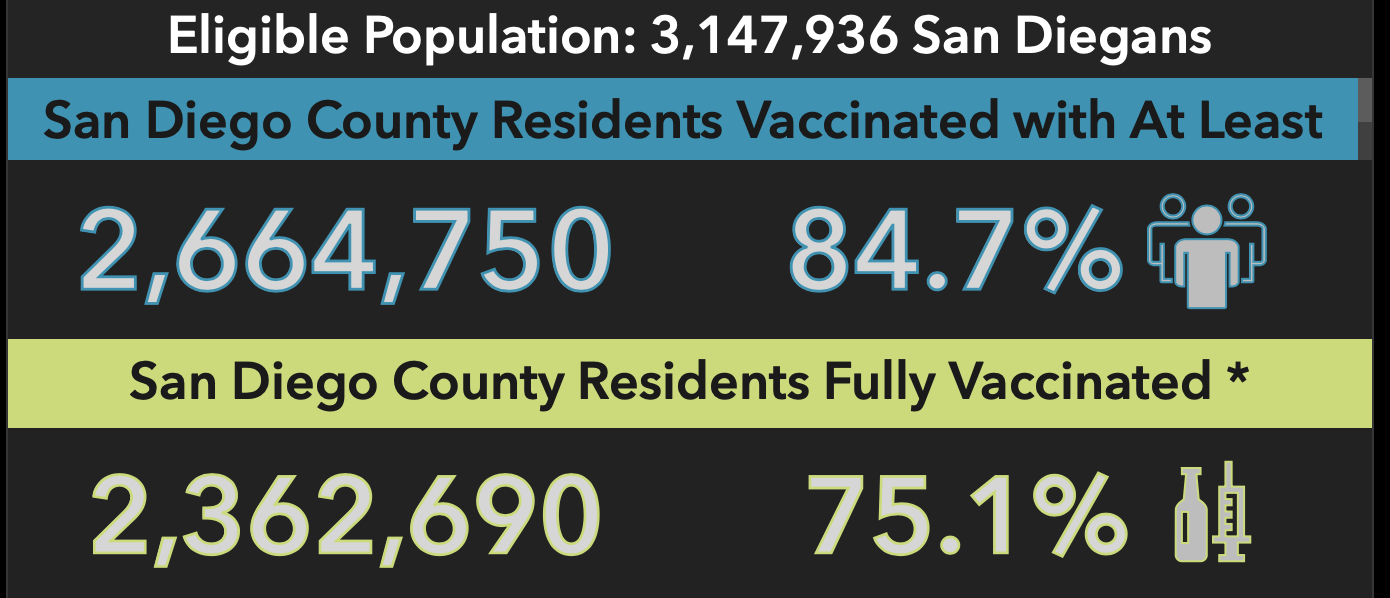 Eligible Population: 3,147,936 San Diegans
San Diego County Residents Vaccinated with At Least
2,664,750 84.7%
San Diego County Residents Fully Vaccinated *
2,362,690 75.1%